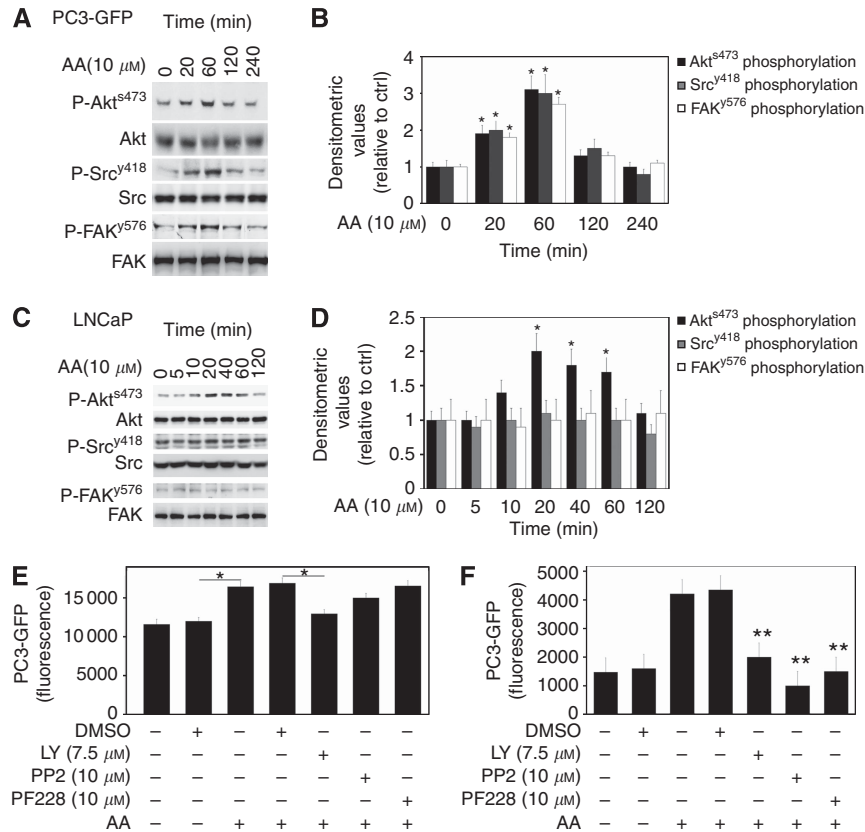 A PC3-GFP Time (min)
AA(10 μM) 0 20 60 120 240
P-Akt^s473
Akt
P-Src^y418
Src
P-FAK^y576
FAK
B
4
3
2
1
0
Densitometric
values
(relative to ctrl)
AA (10 μM) 0 20 60 120 240
Time (min)
* * * * * *
Akt^s473 phosphorylation
Src^y418 phosphorylation
FAK^y576 phosphorylation
C LNCaP
Time (min)
AA(10 μM) 0 5 10 20 40 60 120
P-Akt^s473
Akt
P-Src^y418
Src
P-FAK^y576
FAK
D
2.5
2
1.5
1
0.5
0
Densitometric
values
(relative to ctrl)
AA (10 μM) 0 5 10 20 40 60 120
Time (min)
* * *
Akt^s473 phosphorylation
Src^y418 phosphorylation
FAK^y576 phosphorylation
E
PC3-GFP
(fluorescence)
15 000
10 000
5000
0
* *
DMSO – + – + – – –
LY (7.5 μM) – – – – + – –
PP2 (10 μM) – – – – – + –
PF228 (10 μM) – – – – – – +
AA – – + + + + +
F
PC3-GFP
(fluorescence)
5000
4000
3000
2000
1000
0
** ** **
DMSO – + – + – – –
LY (7.5 μM) – – – – + – –
PP2 (10 μM) – – – – – + –
PF228 (10 μM) – – – – – – +
AA – – + + + + +